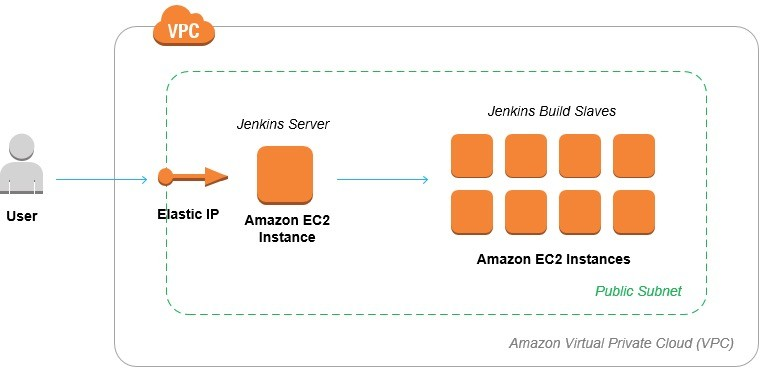 VPC
Jenkins Server
Jenkins Build Slaves
User
Elastic IP
Amazon EC2
Instance
Amazon EC2 Instances
Public Subnet
Amazon Virtual Private Cloud (VPC)